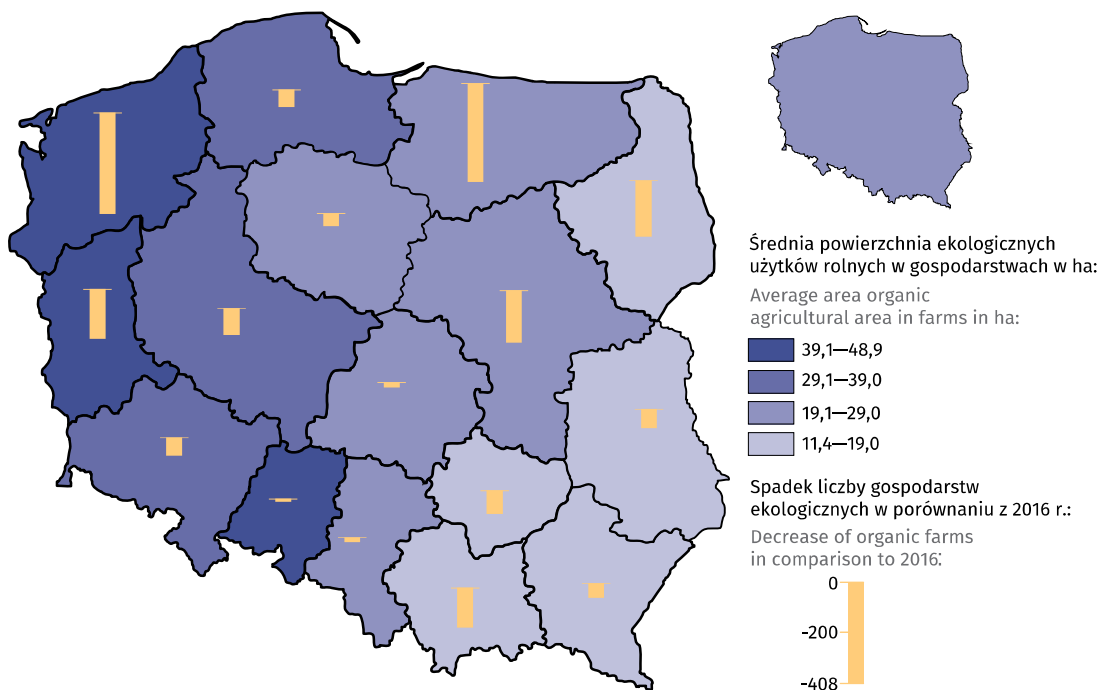 Średnia powierzchnia ekologicznych
użytków rolnych w gospodarstwach w ha:
Average area organic
agricultural area in farms in ha:
39,1—48,9
29,1—39,0
19,1—29,0
11,4—19,0
Spadek liczby gospodarstw
ekologicznych w porównaniu z 2016 r.:
Decrease of organic farms
in comparison to 2016:
0
-200
-408